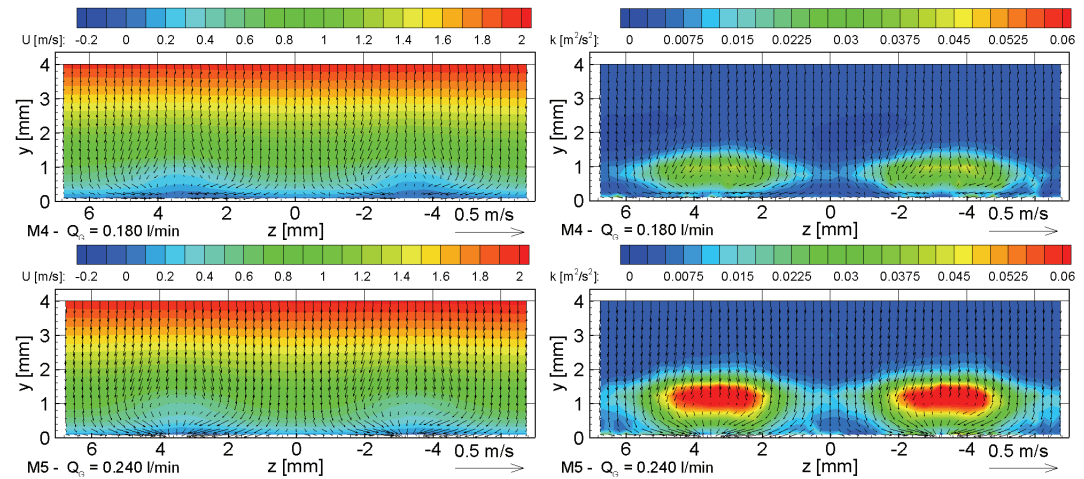 U [m/s]: -0.2 0 0.2 0.4 0.6 0.8 1 1.2 1.4 1.6 1.8 2
y [mm]
4
3
2
1
0
6 4 2 0 -2 -4 0.5 m/s
M4 - Q_G = 0.180 l/min z [mm]
k [m²/s²]: 0 0.0075 0.015 0.0225 0.03 0.0375 0.045 0.0525 0.06
y [mm]
4
3
2
1
0
6 4 2 0 -2 -4 0.5 m/s
M4 - Q_G = 0.180 l/min z [mm]
U [m/s]: -0.2 0 0.2 0.4 0.6 0.8 1 1.2 1.4 1.6 1.8 2
y [mm]
4
3
2
1
0
6 4 2 0 -2 -4 0.5 m/s
M5 - Q_G = 0.240 l/min z [mm]
k [m²/s²]: 0 0.0075 0.015 0.0225 0.03 0.0375 0.045 0.0525 0.06
y [mm]
4
3
2
1
0
6 4 2 0 -2 -4 0.5 m/s
M5 - Q_G = 0.240 l/min z [mm]